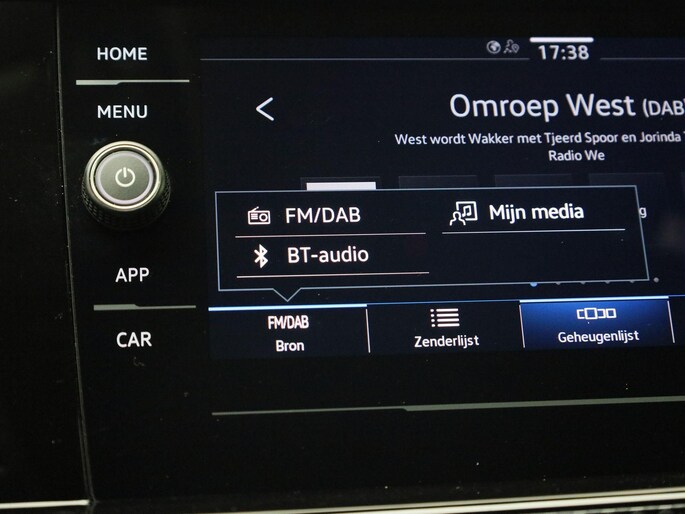 HOME
MENU
APP
CAR
17:38
Omroep West (DAB
West wordt Wakker met Tjeerd Spoor en Jorinda
Radio We
FM/DAB
Mijn media
BT-audio
FM/DAB
Bron
Zenderlijst
Geheugenlijst